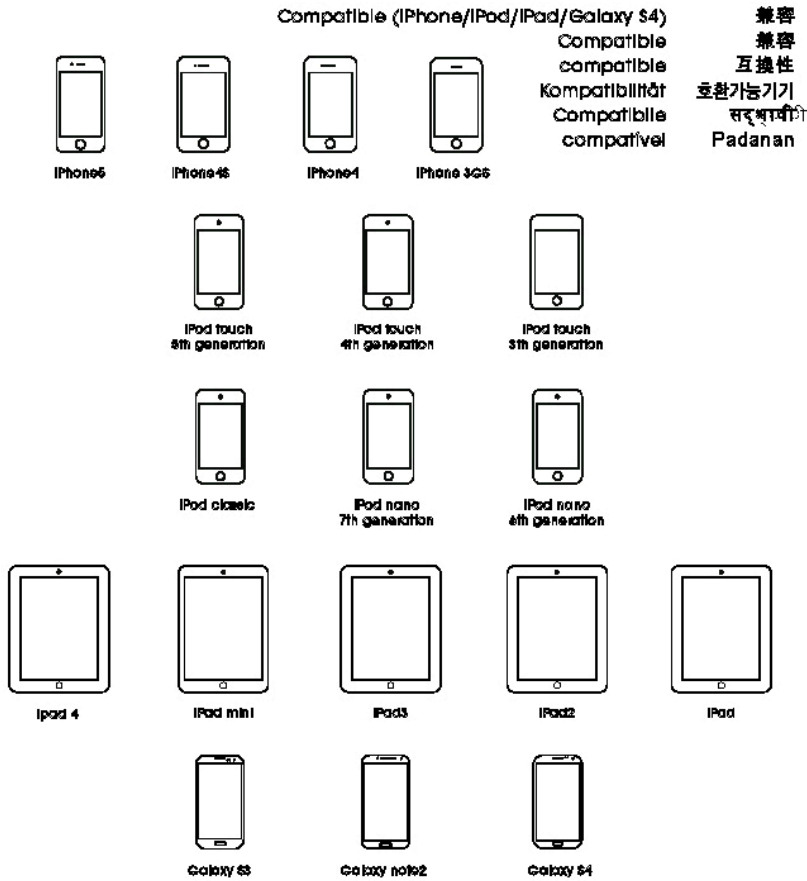 Compatible (iPhone/iPod/iPad/Galaxy S4) 兼容
Compatible 兼容
compatible 互換性
Kompatibilität 호환가능기기
Compatibile सद्भावी
compatível Padanan
iPhone5 iPhone4S iPhone4 iPhone 3GS
iPod touch iPod touch iPod touch
5th generation 4th generation 3th generation
iPod classic iPod nano iPod nano
7th generation 6th generation
ipad 4 iPad mini iPad3 iPad2 iPad
Galaxy S3 Galaxy note2 Galaxy S4